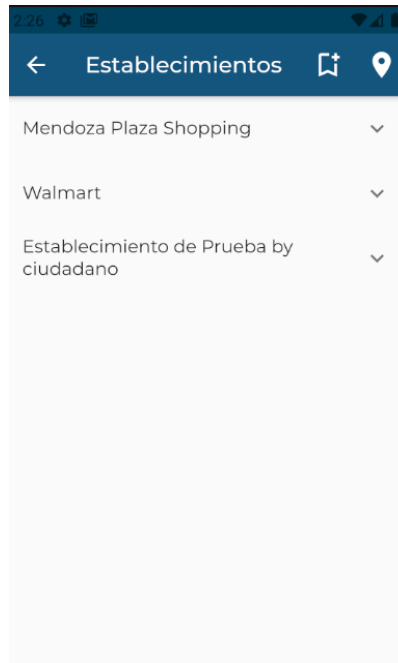 2:26
Establecimientos
Mendoza Plaza Shopping
Walmart
Establecimiento de Prueba by
ciudadano